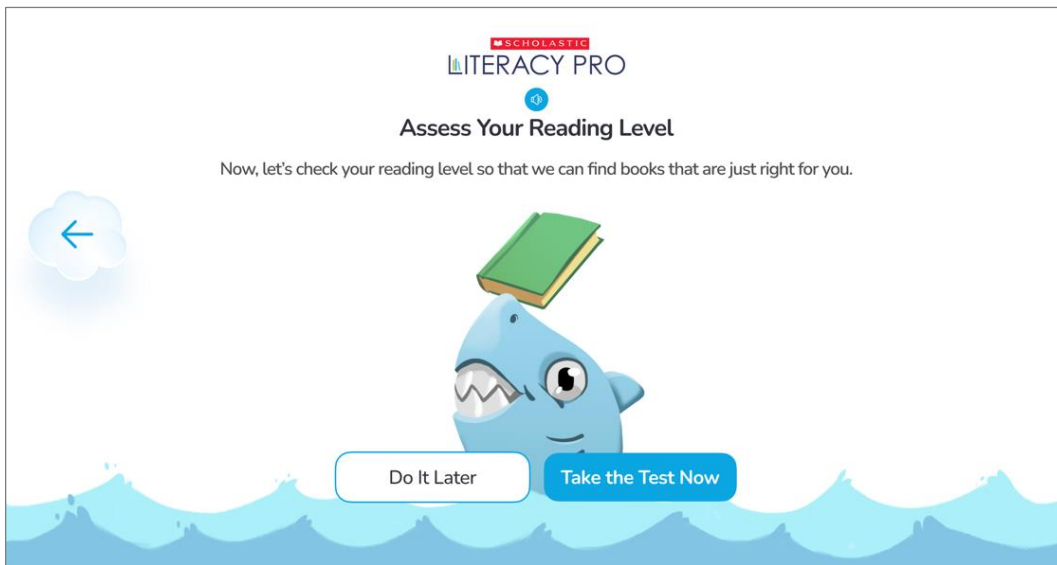 SCHOLASTIC
LITERACY PRO
Assess Your Reading Level
Now, let's check your reading level so that we can find books that are just right for you.
Do It Later
Take the Test Now